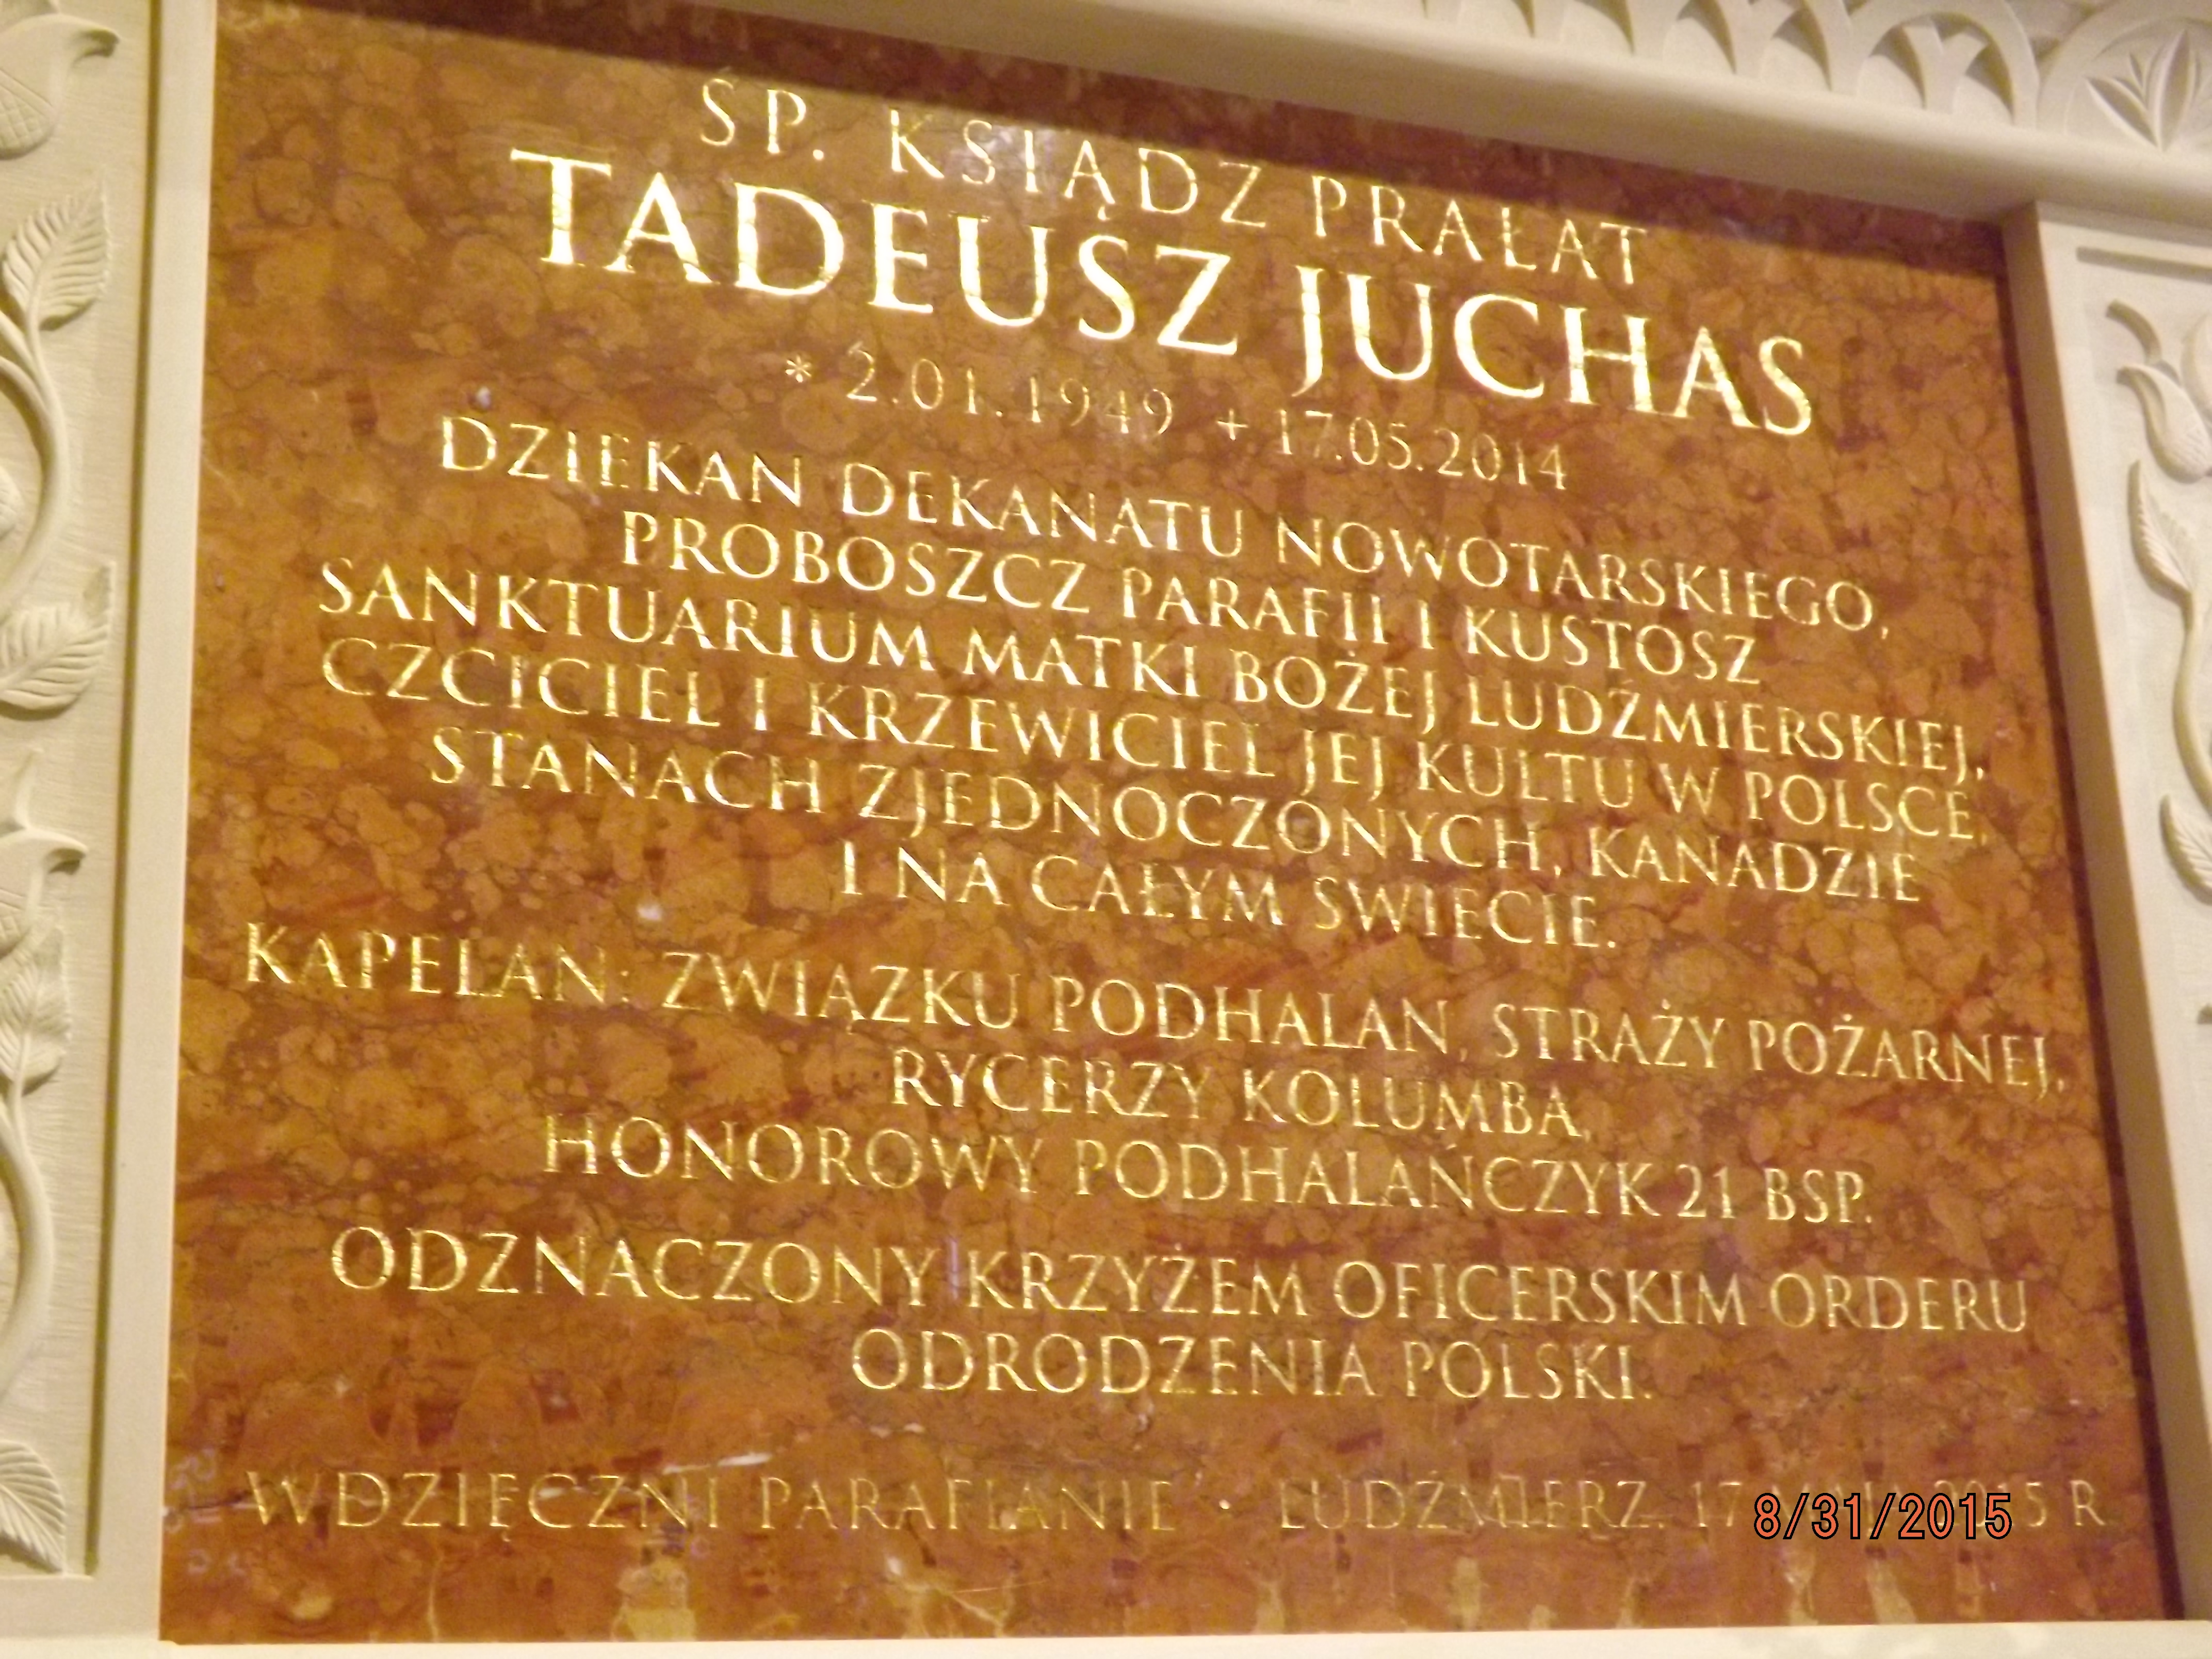 ŚP. KSIĄDZ PRAŁAT
TADEUSZ JUCHAS
* 2.01.1949 + 17.05.2014
DZIEKAN DEKANATU NOWOTARSKIEGO,
PROBOSZCZ PARAFII I KUSTOSZ
SANKTUARIUM MATKI BOŻEJ LUDŹMIERSKIEJ,
CZCICIEL I KRZEWICIEL JEJ KULTU W POLSCE,
STANACH ZJEDNOCZONYCH, KANADZIE
I NA CAŁYM ŚWIECIE.
KAPELAN: ZWIĄZKU PODHALAN, STRAŻY POŻARNEJ,
RYCERZY KOLUMBA,
HONOROWY PODHALAŃCZYK 21 BSP.
ODZNACZONY KRZYŻEM OFICERSKIM ORDERU
ODRODZENIA POLSKI.
WDZIĘCZNI PARAFIANIE · LUDŹMIERZ, 17 R
8/31/2015